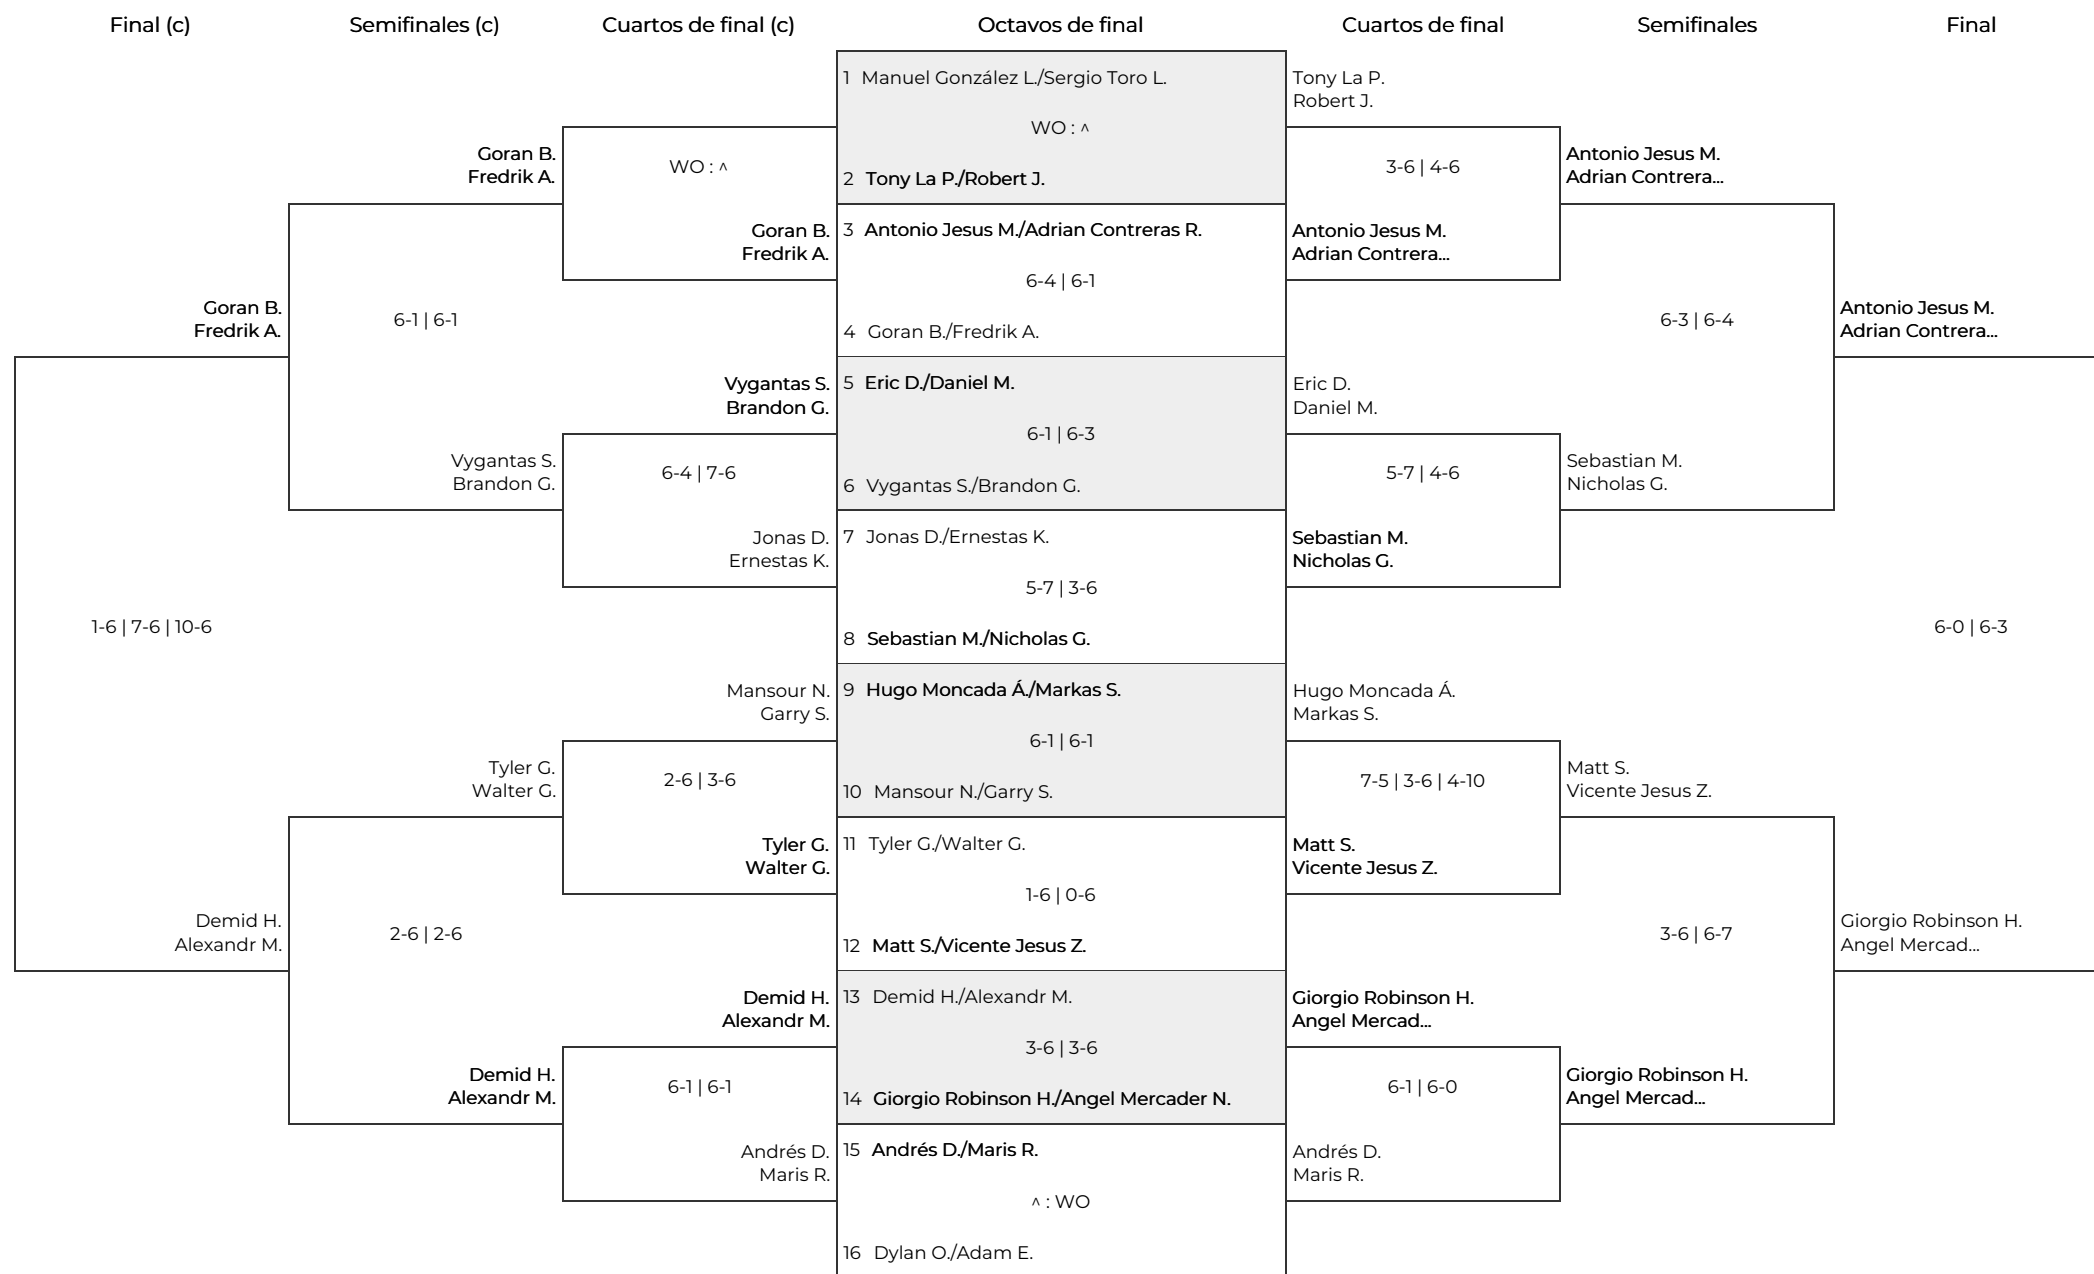 Final (c)
Semifinales (c)
Cuartos de final (c)
Octavos de final
Cuartos de final
Semifinales
Final
Goran B.
Fredrik A.
1-6 | 7-6 | 10-6
Demid H.
Alexandr M.
Goran B.
Fredrik A.
6-1 | 6-1
Vygantas S.
Brandon G.
Tyler G.
Walter G.
2-6 | 2-6
Demid H.
Alexandr M.
WO : ^
Goran B.
Fredrik A.
Vygantas S.
Brandon G.
6-4 | 7-6
Jonas D.
Ernestas K.
Mansour N.
Garry S.
2-6 | 3-6
Tyler G.
Walter G.
Demid H.
Alexandr M.
6-1 | 6-1
Andrés D.
Maris R.
1 Manuel González L./Sergio Toro L.
WO : ^
2 Tony La P./Robert J.
3 Antonio Jesus M./Adrian Contreras R.
6-4 | 6-1
4 Goran B./Fredrik A.
5 Eric D./Daniel M.
6-1 | 6-3
6 Vygantas S./Brandon G.
7 Jonas D./Ernestas K.
5-7 | 3-6
8 Sebastian M./Nicholas G.
9 Hugo Moncada Á./Markas S.
6-1 | 6-1
10 Mansour N./Garry S.
11 Tyler G./Walter G.
1-6 | 0-6
12 Matt S./Vicente Jesus Z.
13 Demid H./Alexandr M.
3-6 | 3-6
14 Giorgio Robinson H./Angel Mercader N.
15 Andrés D./Maris R.
^ : WO
16 Dylan O./Adam E.
Tony La P.
Robert J.
3-6 | 4-6
Antonio Jesus M.
Adrian Contrera...
Eric D.
Daniel M.
5-7 | 4-6
Sebastian M.
Nicholas G.
Hugo Moncada Á.
Markas S.
7-5 | 3-6 | 4-10
Matt S.
Vicente Jesus Z.
Giorgio Robinson H.
Angel Mercad...
6-1 | 6-0
Andrés D.
Maris R.
Antonio Jesus M.
Adrian Contrera...
6-3 | 6-4
Sebastian M.
Nicholas G.
Matt S.
Vicente Jesus Z.
3-6 | 6-7
Giorgio Robinson H.
Angel Mercad...
Antonio Jesus M.
Adrian Contrera...
6-0 | 6-3
Giorgio Robinson H.
Angel Mercad...